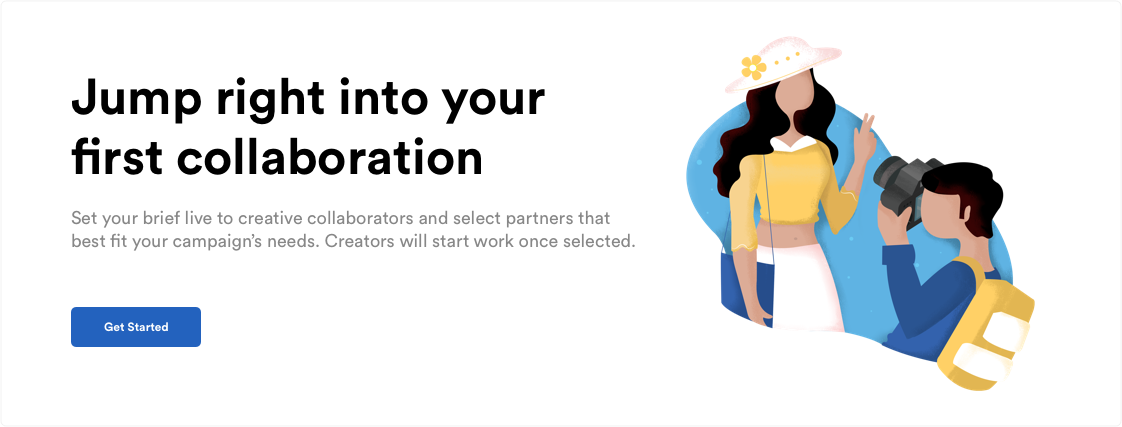 Jump right into your
first collaboration
Set your brief live to creative collaborators and select partners that
best fit your campaign’s needs. Creators will start work once selected.
Get Started